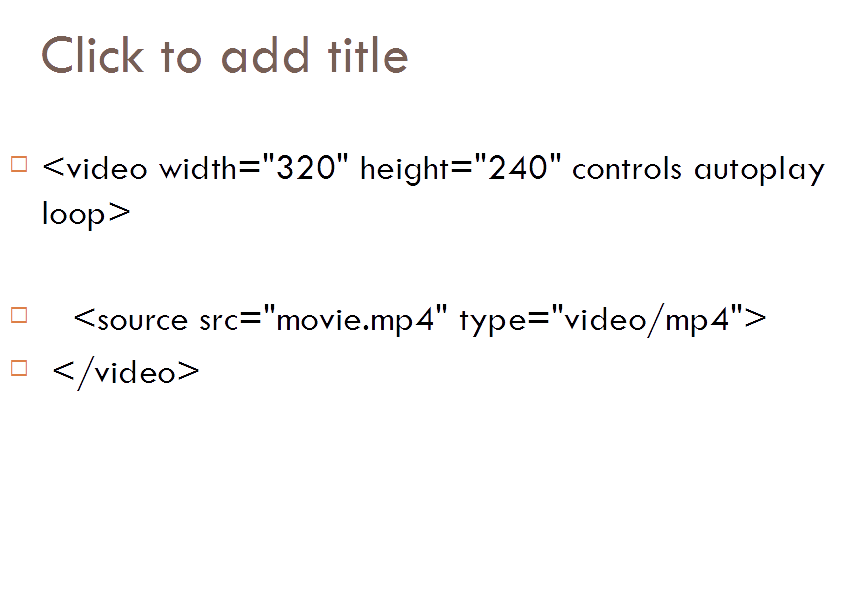 Click to add title
<video width="320" height="240" controls autoplay
loop>
<source src="movie.mp4" type="video/mp4">
</video>